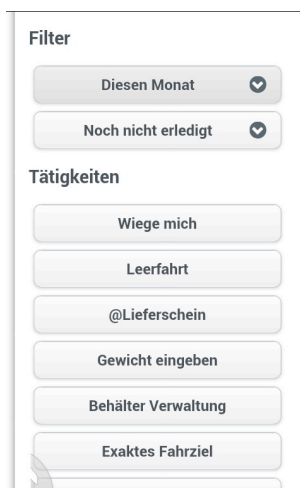 Filter
Diesen Monat
Noch nicht erledigt
Tätigkeiten
Wiege mich
Leerfahrt
@Lieferschein
Gewicht eingeben
Behälter Verwaltung
Exaktes Fahrziel